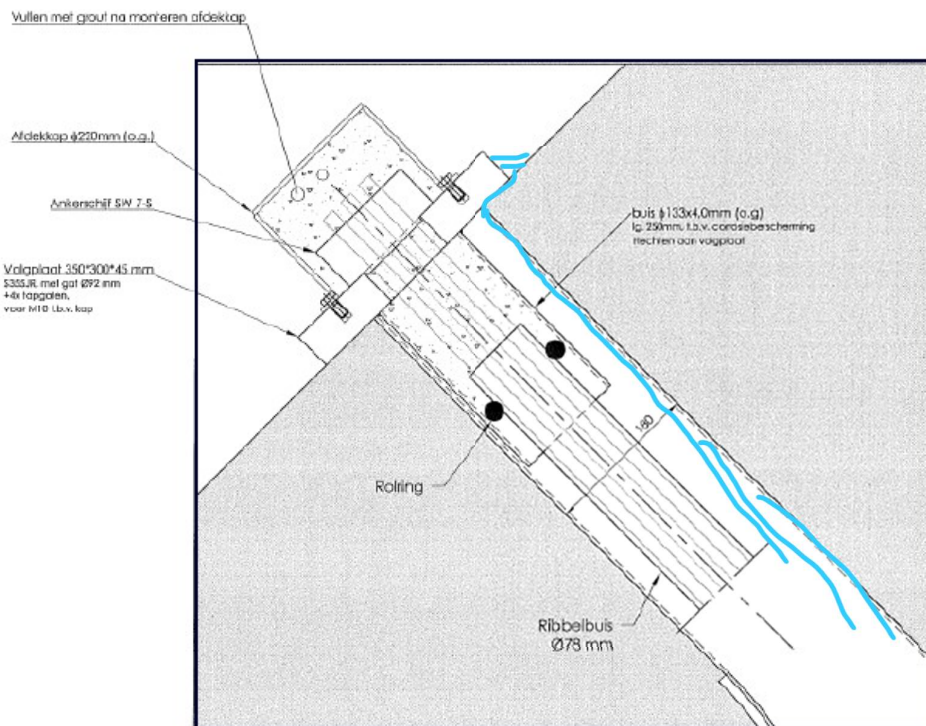 Vullen met grout na monteren afdekkap
Afdekkap ϕ220mm (o.g.)
Ankerschijf SW 7-S
Volgplaat 350*300*45 mm
S355JR, met gat Ø92 mm
+4x tapgaten,
voor M10 t.b.v. kap
buis ϕ133x4,0mm (o.g)
lg. 250mm, t.b.v. corrosiebescherming
Hechten aan volgplaat
180
Rolring
Ribbelbuis
Ø78 mm